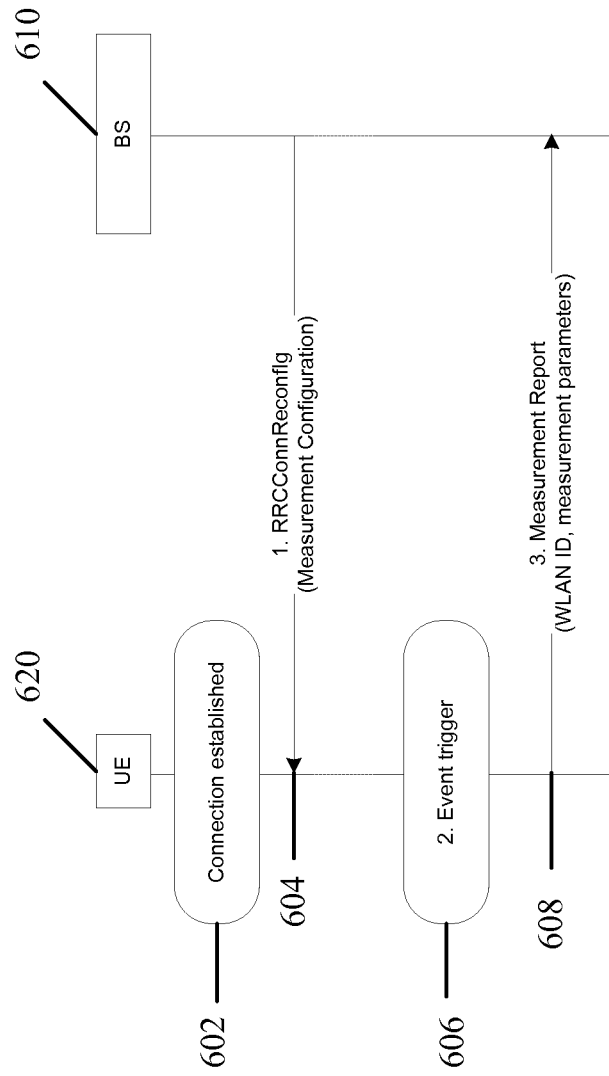 620
UE
610
BS
602
Connection established
604
1. RRCConnReconfig
(Measurement Configuration)
606
2. Event trigger
608
3. Measurement Report
(WLAN ID, measurement parameters)